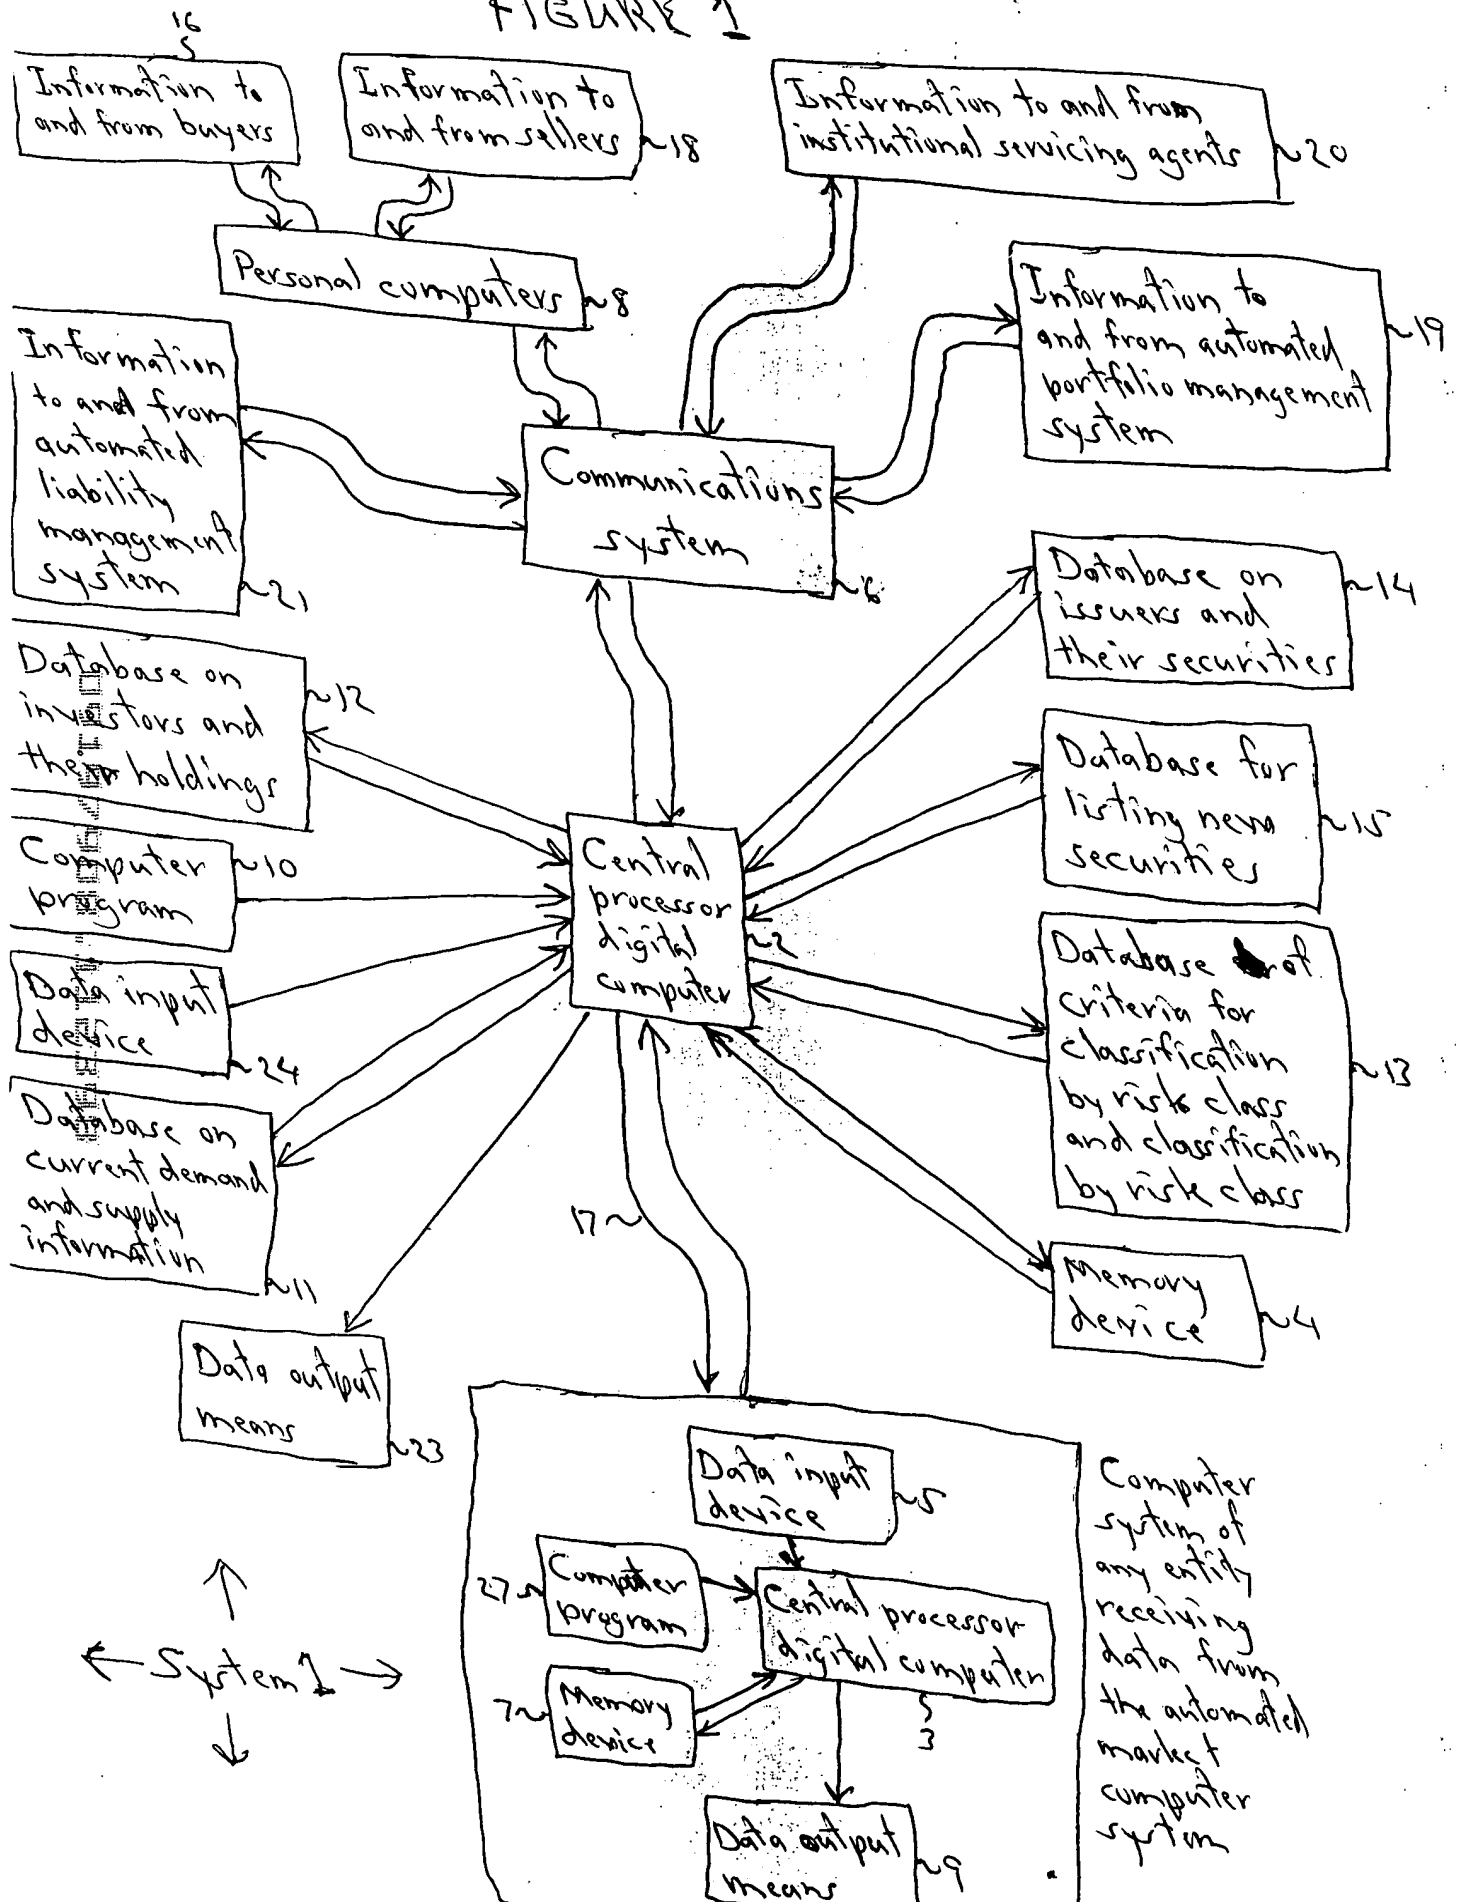 FIGURE 1
16
Information to
and from buyers
Information to
and from sellers
18
Information to and from
institutional servicing agents
20
Personal computers
8
Information to
and from automated
portfolio management
system
19
Information
to and from
automated
liability
management
system
21
Communications
system
6
Database on
issuers and
their securities
14
Database on
investors and
their holdings
12
Database for
listing new
securities
15
Computer
program
10
Central
processor
digital
computer
2
Data input
device
24
Database of
criteria for
classification
by risk class
and classification
by risk class
13
Database on
current demand
and supply
information
11
17
Memory
device
4
Data output
means
23
Data input
device
5
Computer
program
27
Central processor
digital computer
3
Memory
device
7
Data output
means
9
Computer
system of
any entity
receiving
data from
the automated
market
computer
system
System 1